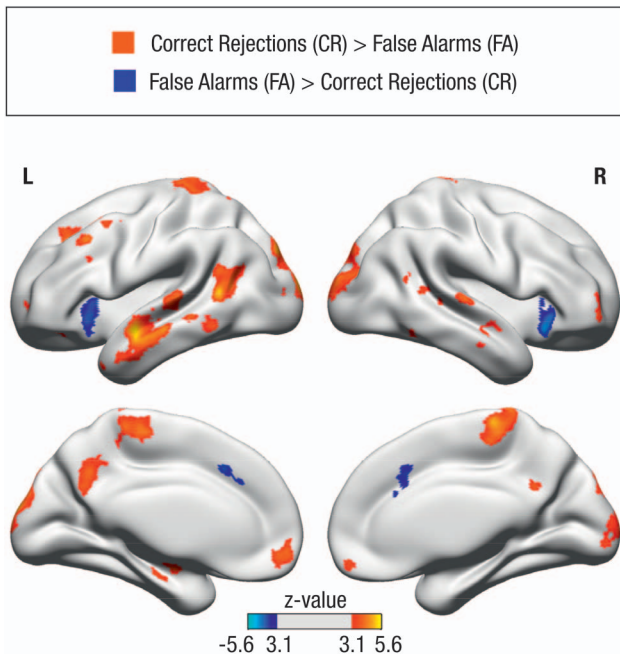 Correct Rejections (CR) > False Alarms (FA)
False Alarms (FA) > Correct Rejections (CR)
L R
z-value
-5.6 3.1 3.1 5.6